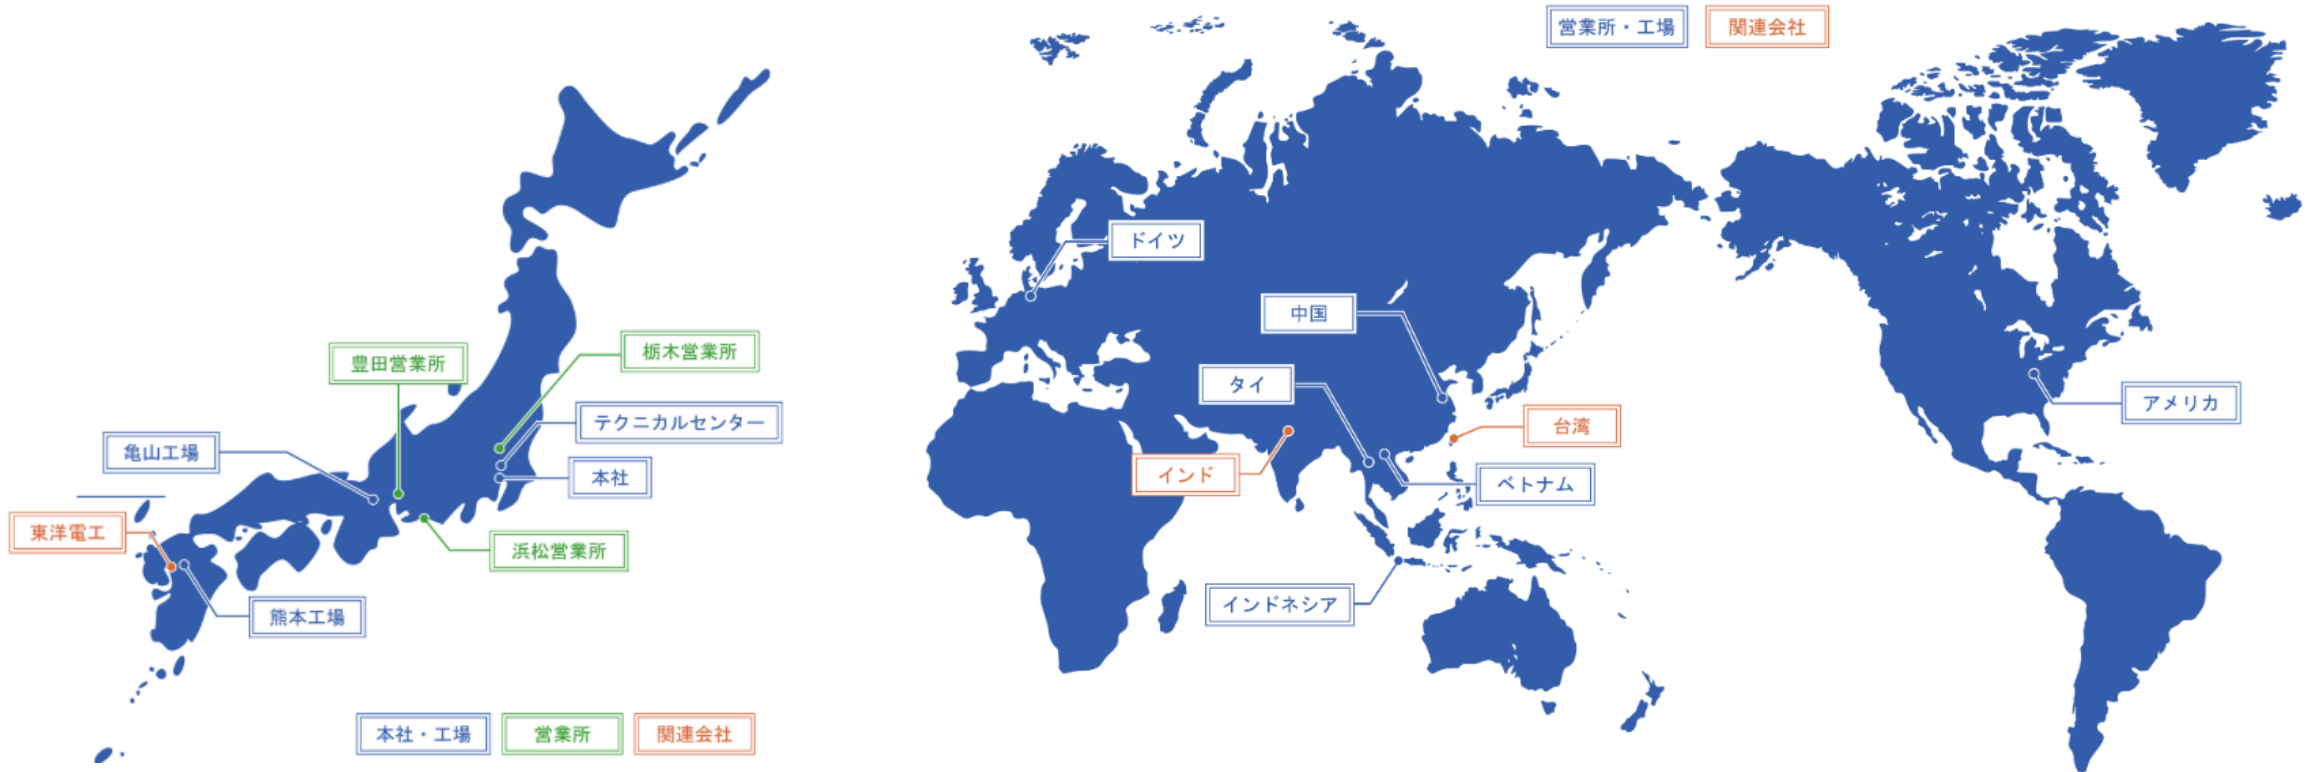 営業所・工場
関連会社
ドイツ
中国
タイ
アメリカ
台湾
インド
ベトナム
インドネシア
豊田営業所
栃木営業所
テクニカルセンター
亀山工場
本社
東洋電工
浜松営業所
熊本工場
本社・工場
営業所
関連会社